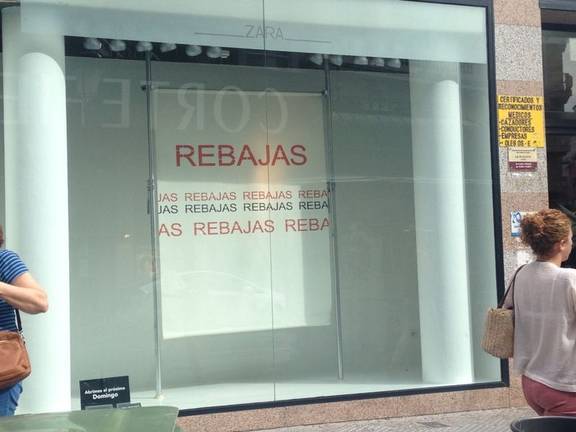 ZARA
CORTE
REBAJAS
JAS REBAJAS REBAJAS REBA
JAS REBAJAS REBAJAS REBA
AS REBAJAS REBA
CERTIFICADOS Y
RECONOCIMIENTOS
MEDICOS
-CAZADORES
-CONDUCTORES
-EMPRESAS
Abrimos el próximo
Domingo